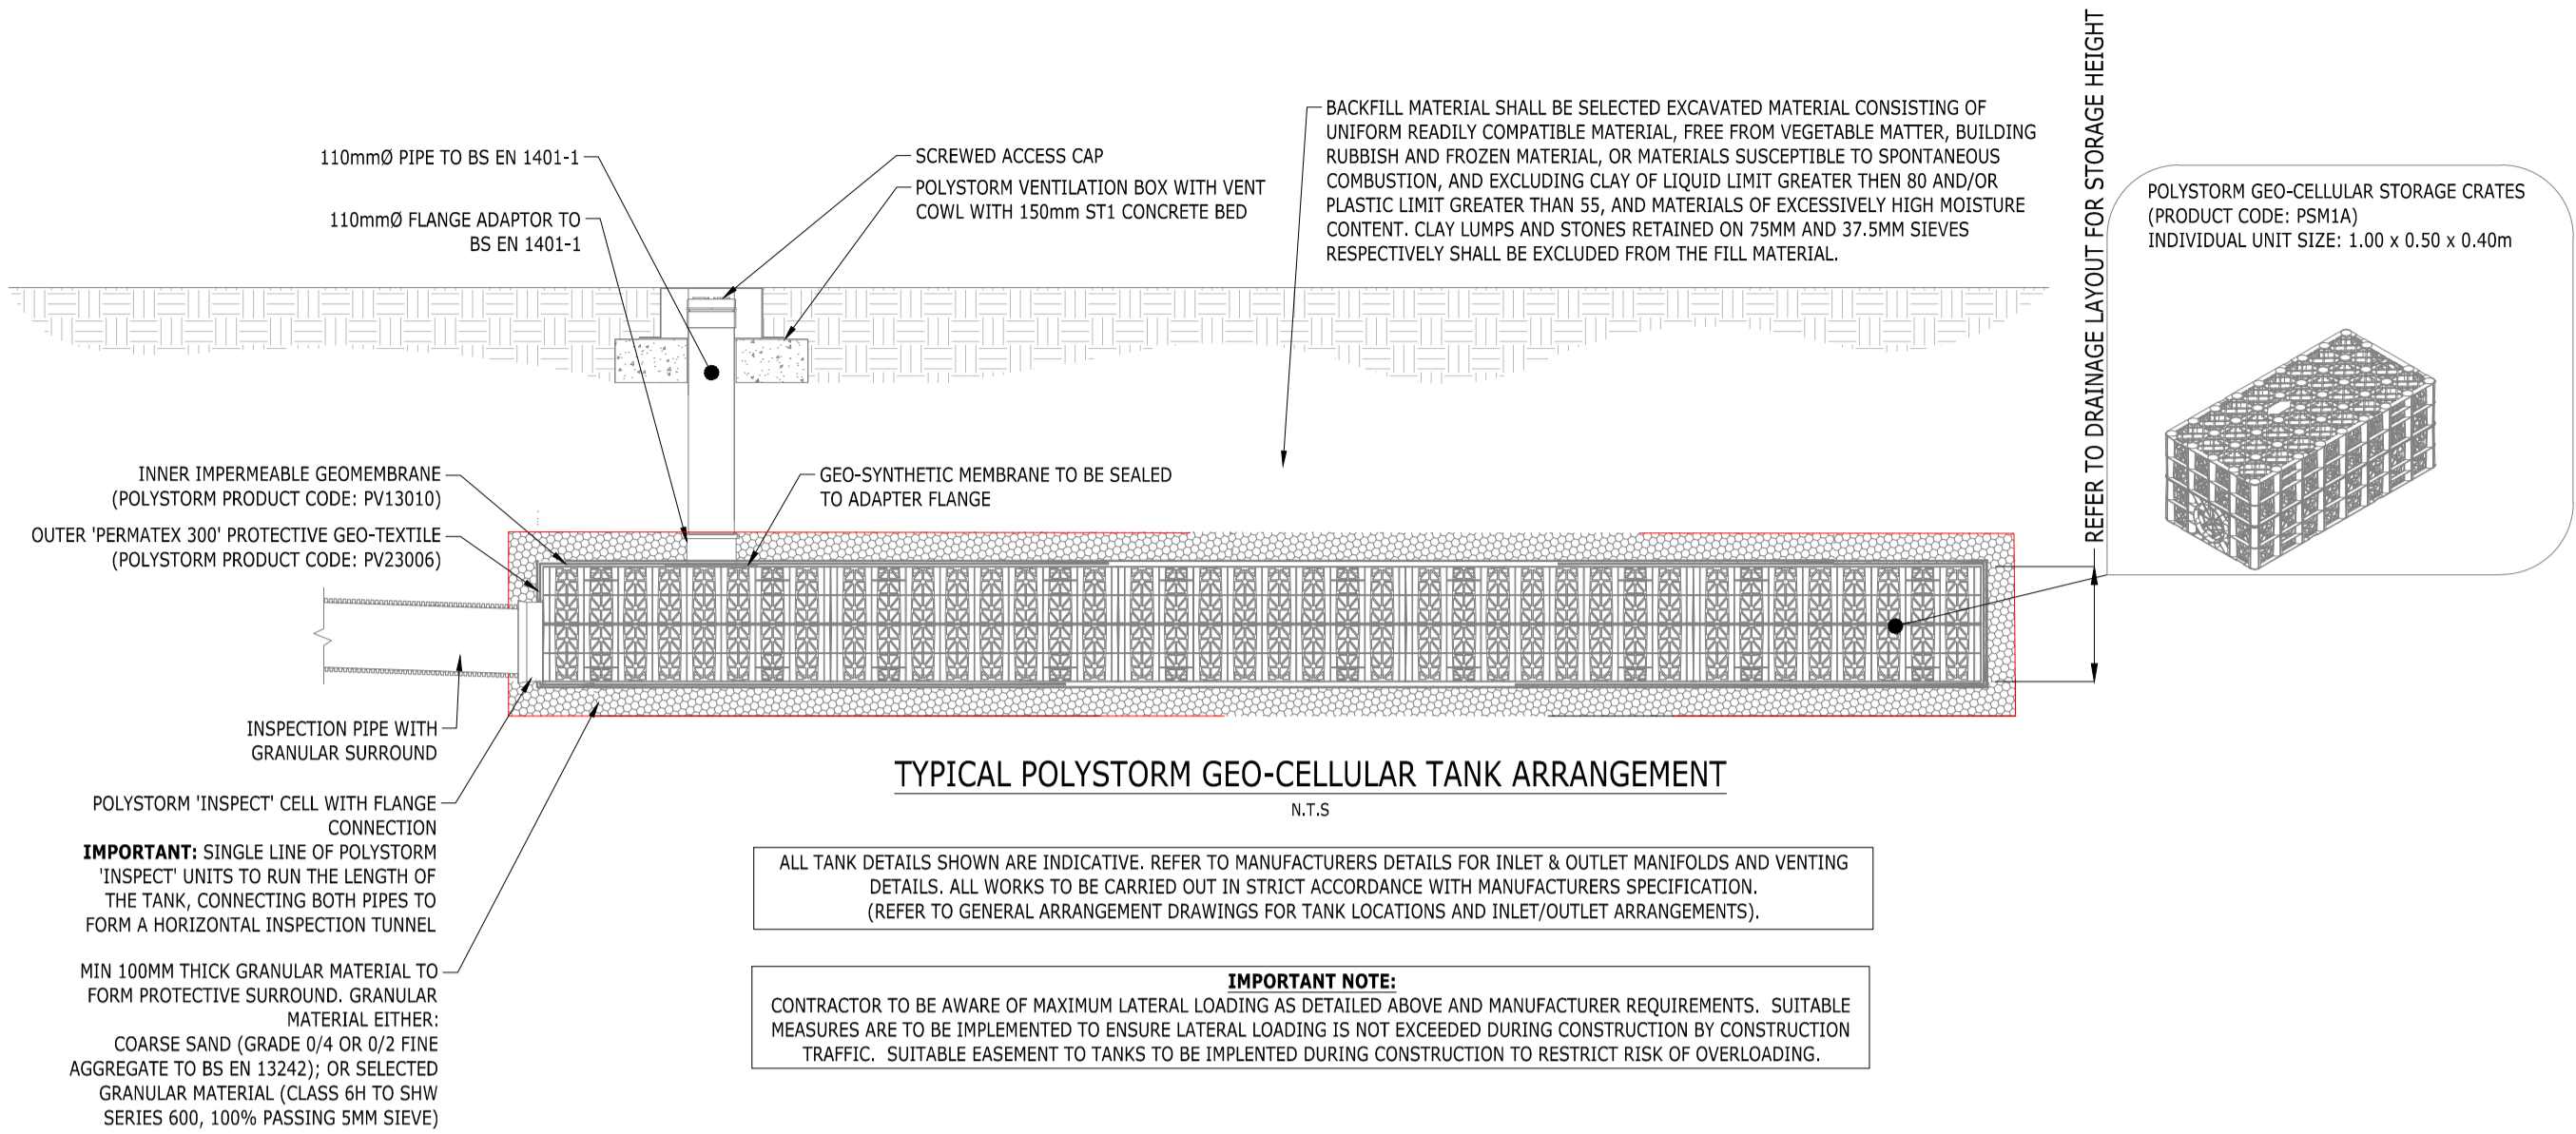 110mmØ PIPE TO BS EN 1401-1
110mmØ FLANGE ADAPTOR TO
BS EN 1401-1
SCREWED ACCESS CAP
POLYSTORM VENTILATION BOX WITH VENT
COWL WITH 150mm ST1 CONCRETE BED
BACKFILL MATERIAL SHALL BE SELECTED EXCAVATED MATERIAL CONSISTING OF
UNIFORM READILY COMPATIBLE MATERIAL, FREE FROM VEGETABLE MATTER, BUILDING
RUBBISH AND FROZEN MATERIAL, OR MATERIALS SUSCEPTIBLE TO SPONTANEOUS
COMBUSTION, AND EXCLUDING CLAY OF LIQUID LIMIT GREATER THEN 80 AND/OR
PLASTIC LIMIT GREATER THAN 55, AND MATERIALS OF EXCESSIVELY HIGH MOISTURE
CONTENT. CLAY LUMPS AND STONES RETAINED ON 75MM AND 37.5MM SIEVES
RESPECTIVELY SHALL BE EXCLUDED FROM THE FILL MATERIAL.
REFER TO DRAINAGE LAYOUT FOR STORAGE HEIGHT
POLYSTORM GEO-CELLULAR STORAGE CRATES
(PRODUCT CODE: PSM1A)
INDIVIDUAL UNIT SIZE: 1.00 x 0.50 x 0.40m
INNER IMPERMEABLE GEOMEMBRANE
(POLYSTORM PRODUCT CODE: PV13010)
OUTER 'PERMATEX 300' PROTECTIVE GEO-TEXTILE
(POLYSTORM PRODUCT CODE: PV23006)
GEO-SYNTHETIC MEMBRANE TO BE SEALED
TO ADAPTER FLANGE
INSPECTION PIPE WITH
GRANULAR SURROUND
POLYSTORM 'INSPECT' CELL WITH FLANGE
CONNECTION
IMPORTANT: SINGLE LINE OF POLYSTORM
'INSPECT' UNITS TO RUN THE LENGTH OF
THE TANK, CONNECTING BOTH PIPES TO
FORM A HORIZONTAL INSPECTION TUNNEL
MIN 100MM THICK GRANULAR MATERIAL TO
FORM PROTECTIVE SURROUND. GRANULAR
MATERIAL EITHER:
COARSE SAND (GRADE 0/4 OR 0/2 FINE
AGGREGATE TO BS EN 13242); OR SELECTED
GRANULAR MATERIAL (CLASS 6H TO SHW
SERIES 600, 100% PASSING 5MM SIEVE)
TYPICAL POLYSTORM GEO-CELLULAR TANK ARRANGEMENT
N.T.S
ALL TANK DETAILS SHOWN ARE INDICATIVE. REFER TO MANUFACTURERS DETAILS FOR INLET & OUTLET MANIFOLDS AND VENTING
DETAILS. ALL WORKS TO BE CARRIED OUT IN STRICT ACCORDANCE WITH MANUFACTURERS SPECIFICATION.
(REFER TO GENERAL ARRANGEMENT DRAWINGS FOR TANK LOCATIONS AND INLET/OUTLET ARRANGEMENTS).
IMPORTANT NOTE:
CONTRACTOR TO BE AWARE OF MAXIMUM LATERAL LOADING AS DETAILED ABOVE AND MANUFACTURER REQUIREMENTS. SUITABLE
MEASURES ARE TO BE IMPLEMENTED TO ENSURE LATERAL LOADING IS NOT EXCEEDED DURING CONSTRUCTION BY CONSTRUCTION
TRAFFIC. SUITABLE EASEMENT TO TANKS TO BE IMPLENTED DURING CONSTRUCTION TO RESTRICT RISK OF OVERLOADING.